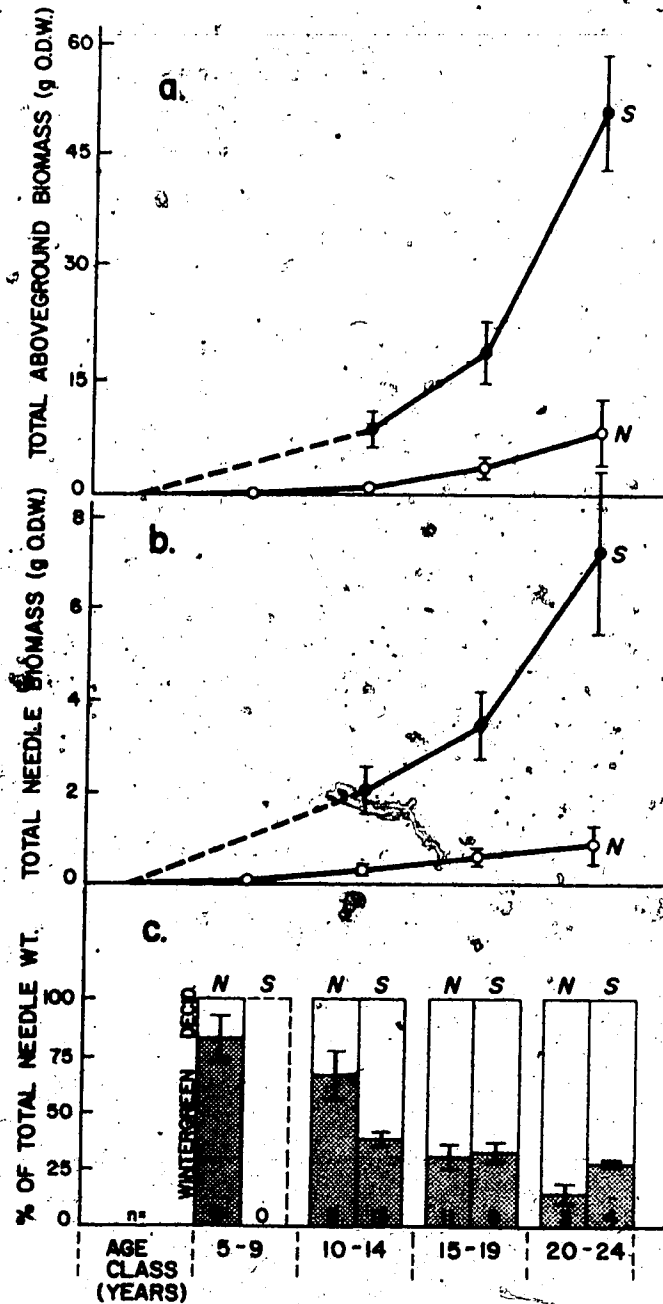 TOTAL ABOVEGROUND BIOMASS (g O.D.W.)
60
45
30
15
0
a.
S
N
TOTAL NEEDLE BIOMASS (g O.D.W.)
8
6
4
2
0
b.
S
N
c.
% OF TOTAL NEEDLE WT.
100
75
50
25
0
WINTERGREEN DECID.
N S
N S
N S
N S
n=
0
4
AGE CLASS (YEARS)
5-9
10-14
15-19
20-24